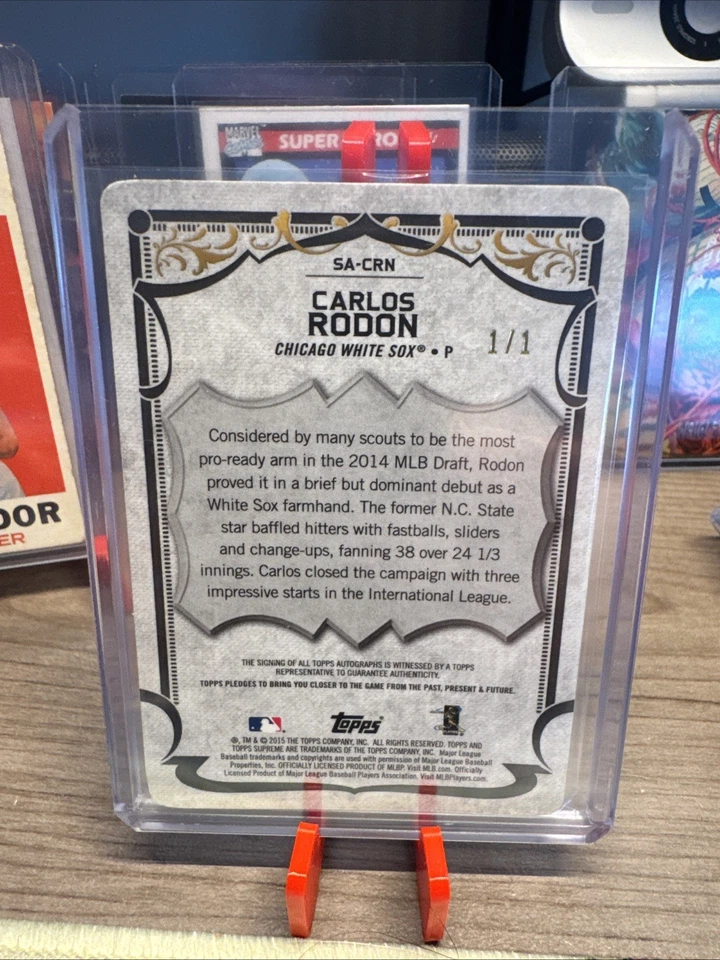 MARVEL
SUPER
SA-CRN
CARLOS
RODON
CHICAGO WHITE SOX® • P
1/1
Considered by many scouts to be the most
pro-ready arm in the 2014 MLB Draft, Rodon
proved it in a brief but dominant debut as a
White Sox farmhand. The former N.C. State
star baffled hitters with fastballs, sliders
and change-ups, fanning 38 over 24 1/3
innings. Carlos closed the campaign with three
impressive starts in the International League.
DOOR
ER
THE SIGNING OF ALL TOPPS AUTOGRAPHS IS WITNESSED BY A TOPPS
REPRESENTATIVE TO GUARANTEE AUTHENTICITY.
TOPPS PLEDGES TO BRING YOU CLOSER TO THE GAME FROM THE PAST, PRESENT & FUTURE.
Topps
®, TM & © 2015 THE TOPPS COMPANY, INC. ALL RIGHTS RESERVED. TOPPS AND
TOPPS SUPREME ARE TRADEMARKS OF THE TOPPS COMPANY, INC. Major League
Baseball trademarks and copyrights are used with permission of Major League Baseball
Properties, Inc. OFFICIALLY LICENSED PRODUCT OF MLBP. Visit MLB.com. Officially
Licensed Product of Major League Baseball Players Association. Visit MLBPlayers.com.